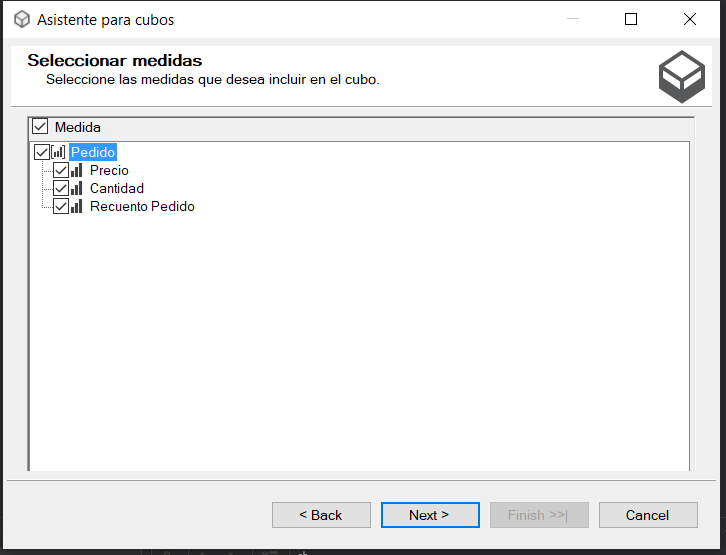 Asistente para cubos
Seleccionar medidas
Seleccione las medidas que desea incluir en el cubo.
Medida
Pedido
Precio
Cantidad
Recuento Pedido
< Back
Next >
Finish >>|
Cancel